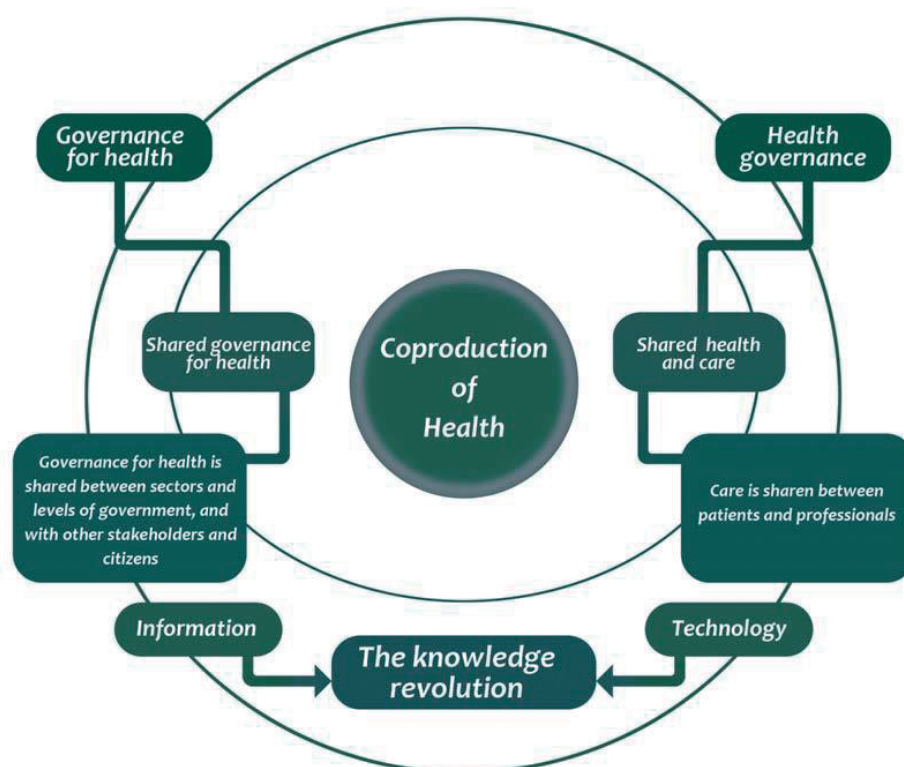 Governance
for health
Health
governance
Shared governance
for health
Coproduction
of
Health
Shared health
and care
Governance for health is
shared between sectors and
levels of government, and
with other stakeholders and
citizens
Care is sharen between
patients and professionals
Information
The knowledge
revolution
Technology